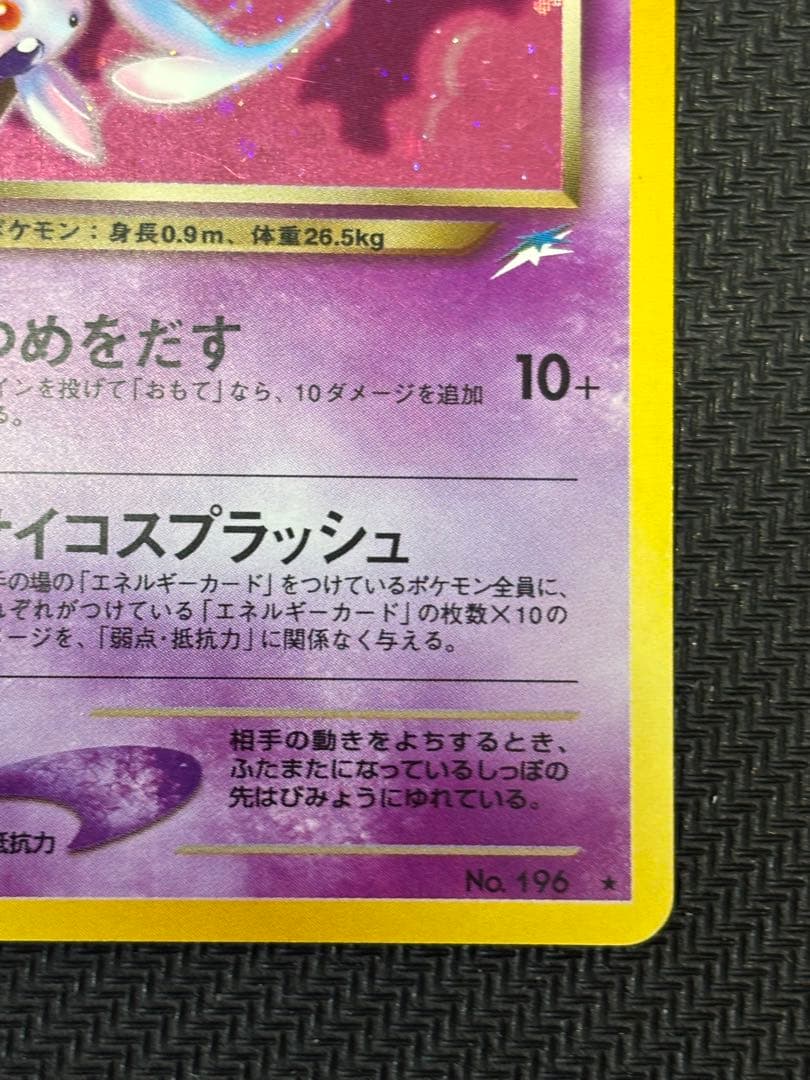 ポケモン：身長0.9m、体重26.5kg
つめをだす
10+
インを投げて「おもて」なら、10ダメージを追加
る。
サイコスプラッシュ
手の場の「エネルギーカード」をつけているポケモン全員に、
れぞれがつけている「エネルギーカード」の枚数×10の
メージを、「弱点・抵抗力」に関係なく与える。
相手の動きをよちするとき、
ふたまたになっているしっぽの
先はびみょうにゆれている。
抵抗力
No. 196 ★